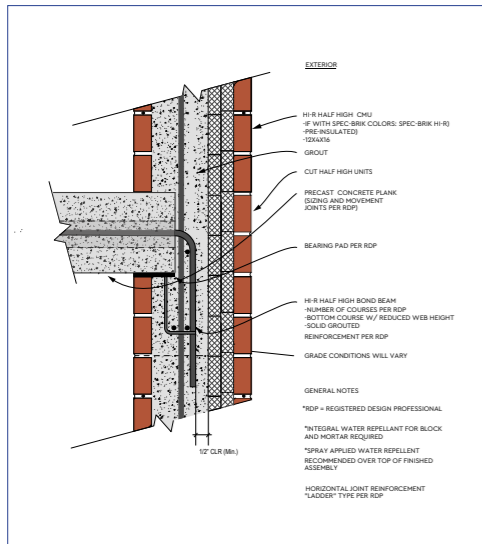 EXTERIOR
HI-R HALF HIGH CMU
-IF WITH SPEC-BRIK COLORS: SPEC-BRIK HI-R)
-PRE-INSULATED)
-12X4X16
GROUT
CUT HALF HIGH UNITS
PRECAST CONCRETE PLANK
(SIZING AND MOVEMENT
JOINTS PER RDP)
BEARING PAD PER RDP
HI-R HALF HIGH BOND BEAM
-NUMBER OF COURSES PER RDP
-BOTTOM COURSE W/ REDUCED WEB HEIGHT
-SOLID GROUTED
REINFORCEMENT PER RDP
GRADE CONDITIONS WILL VARY
GENERAL NOTES
*RDP = REGISTERED DESIGN PROFESSIONAL
*INTEGRAL WATER REPELLANT FOR BLOCK
AND MORTAR REQUIRED
*SPRAY APPLIED WATER REPELLENT
RECOMMENDED OVER TOP OF FINISHED
ASSEMBLY
HORIZONTAL JOINT REINFORCEMENT
"LADDER" TYPE PER RDP
1/2" CLR (Min.)